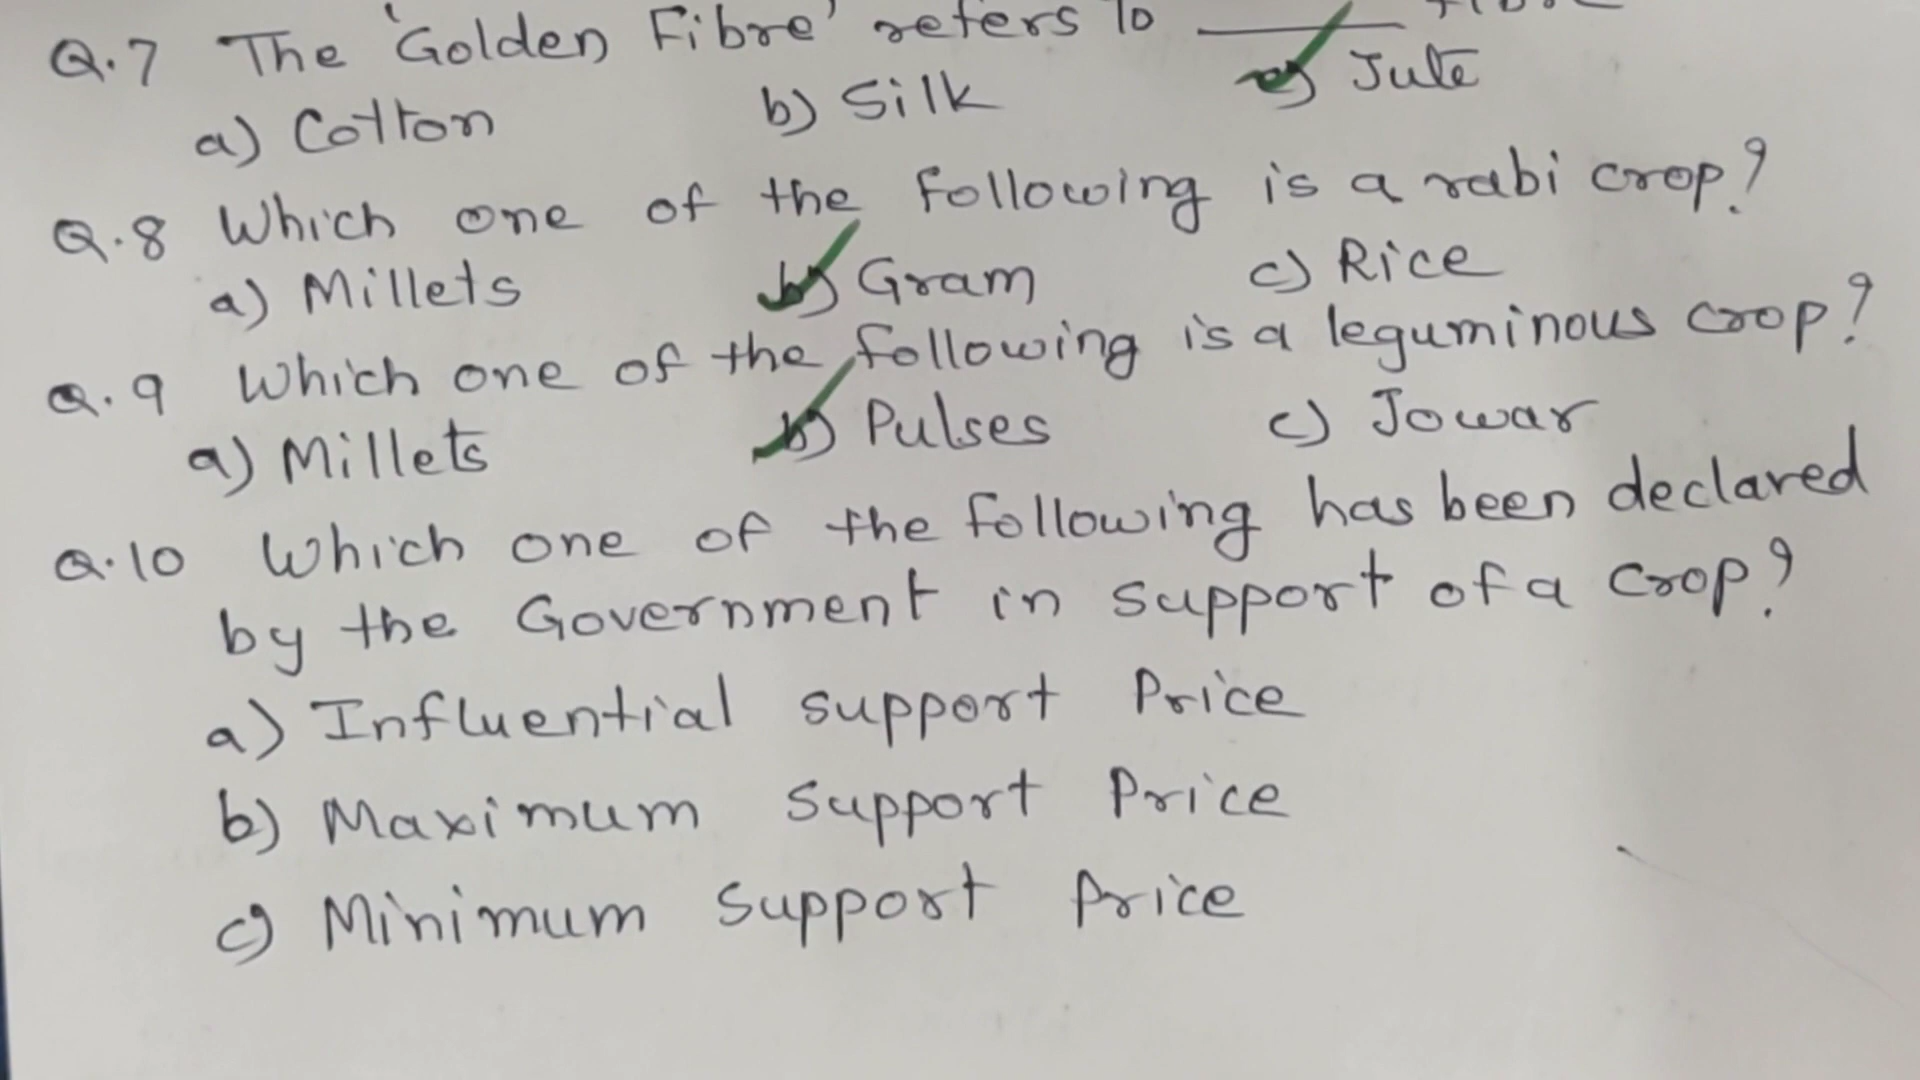 Q.7 The 'Golden Fibre' refers to ______
a) Cotton b) Silk c) Jute
Q.8 Which one of the following is a rabi crop?
a) Millets b) Gram c) Rice
Q.9 Which one of the following is a leguminous crop?
a) Millets b) Pulses c) Jowar
Q.10 Which one of the following has been declared
by the Government in support of a crop?
a) Influential support Price
b) Maximum support Price
c) Minimum support Price